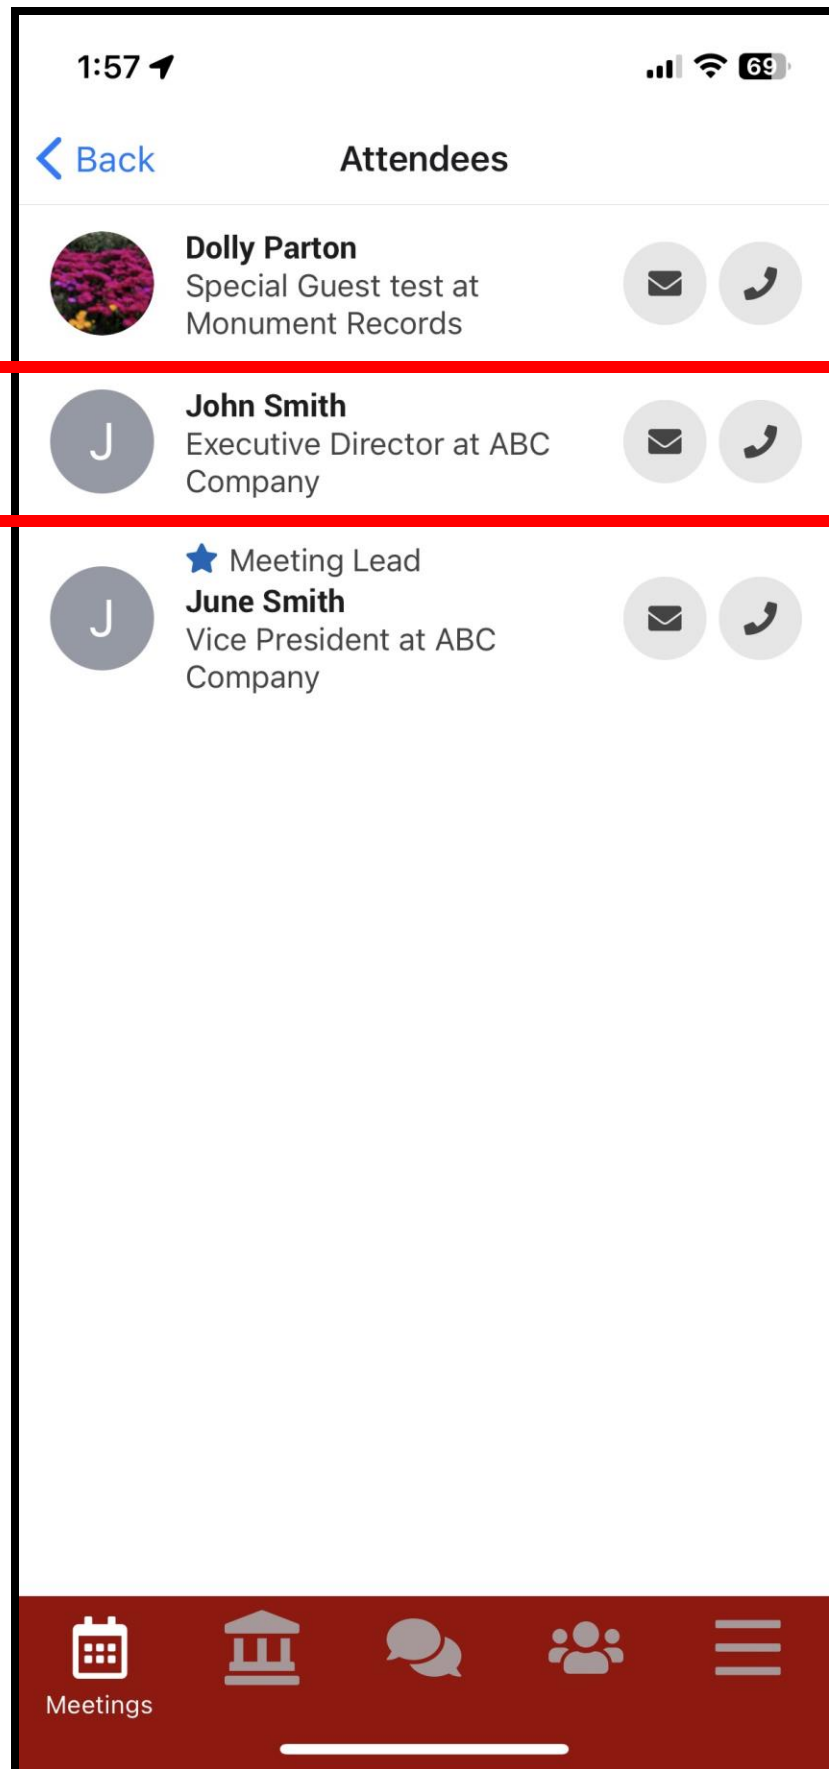 1:57
69
Back
Attendees
Dolly Parton
Special Guest test at
Monument Records
J
John Smith
Executive Director at ABC
Company
Meeting Lead
J
June Smith
Vice President at ABC
Company
Meetings